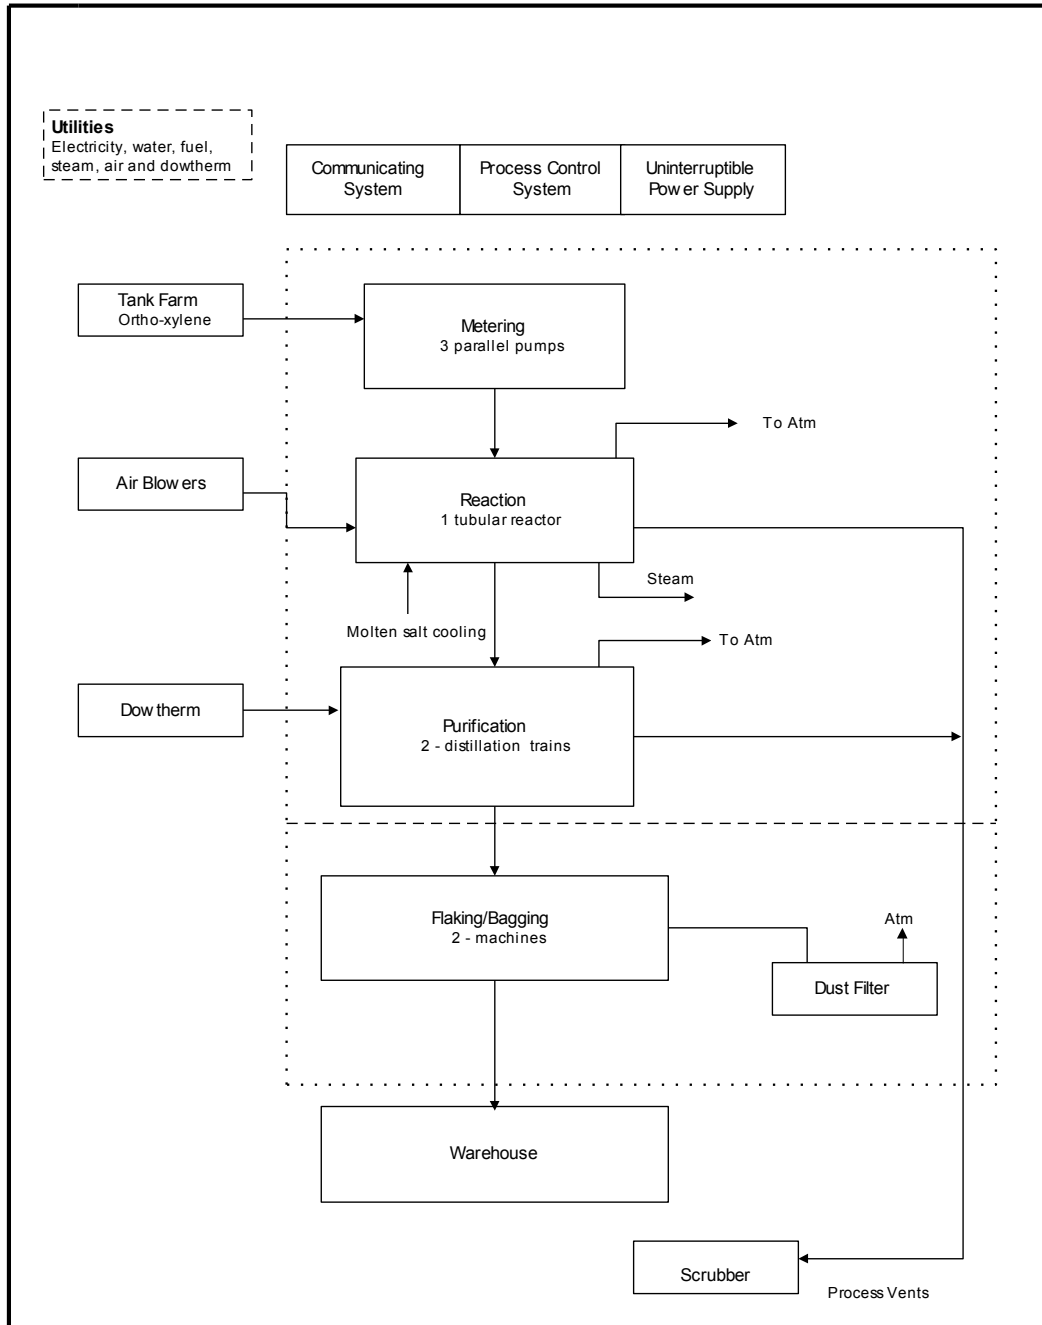 Utilities
Electricity, water, fuel,
steam, air and dowtherm
Communicating
System
Process Control
System
Uninterruptible
Power Supply
Tank Farm
Ortho-xylene
Metering
3 parallel pumps
To Atm
Air Blowers
Reaction
1 tubular reactor
Steam
Molten salt cooling
To Atm
Dowtherm
Purification
2 - distillation trains
Flaking/Bagging
2 - machines
Atm
Dust Filter
Warehouse
Scrubber
Process Vents